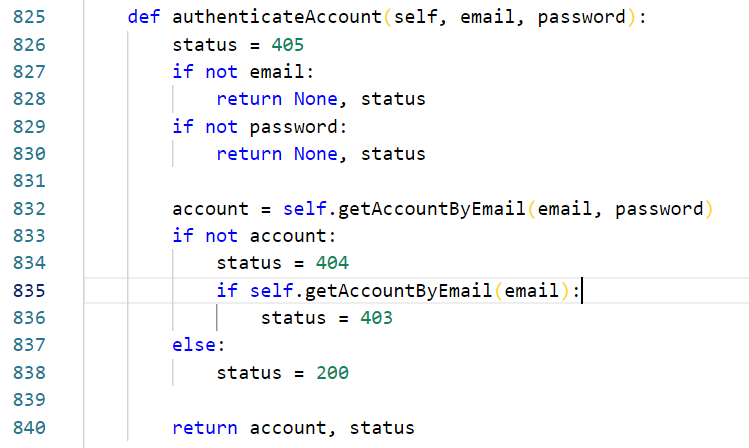 825 def authenticateAccount(self, email, password):
826 status = 405
827 if not email:
828 return None, status
829 if not password:
830 return None, status
831
832 account = self.getAccountByEmail(email, password)
833 if not account:
834 status = 404
835 if self.getAccountByEmail(email):
836 status = 403
837 else:
838 status = 200
839
840 return account, status